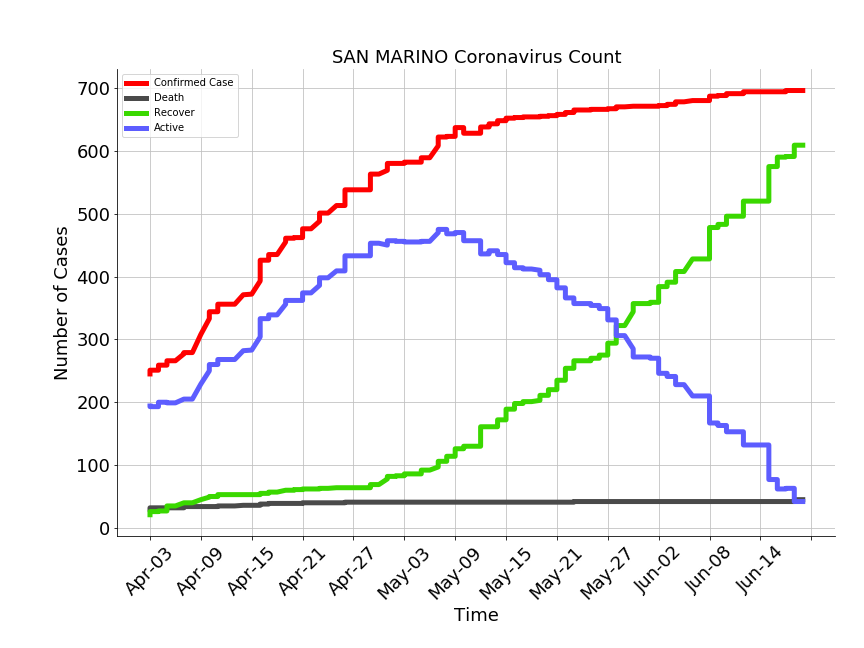 SAN MARINO Coronavirus Count
Confirmed Case
Death
Recover
Active
Number of Cases
700
600
500
400
300
200
100
0
Apr-03
Apr-09
Apr-15
Apr-21
Apr-27
May-03
May-09
May-15
May-21
May-27
Jun-02
Jun-08
Jun-14
Time